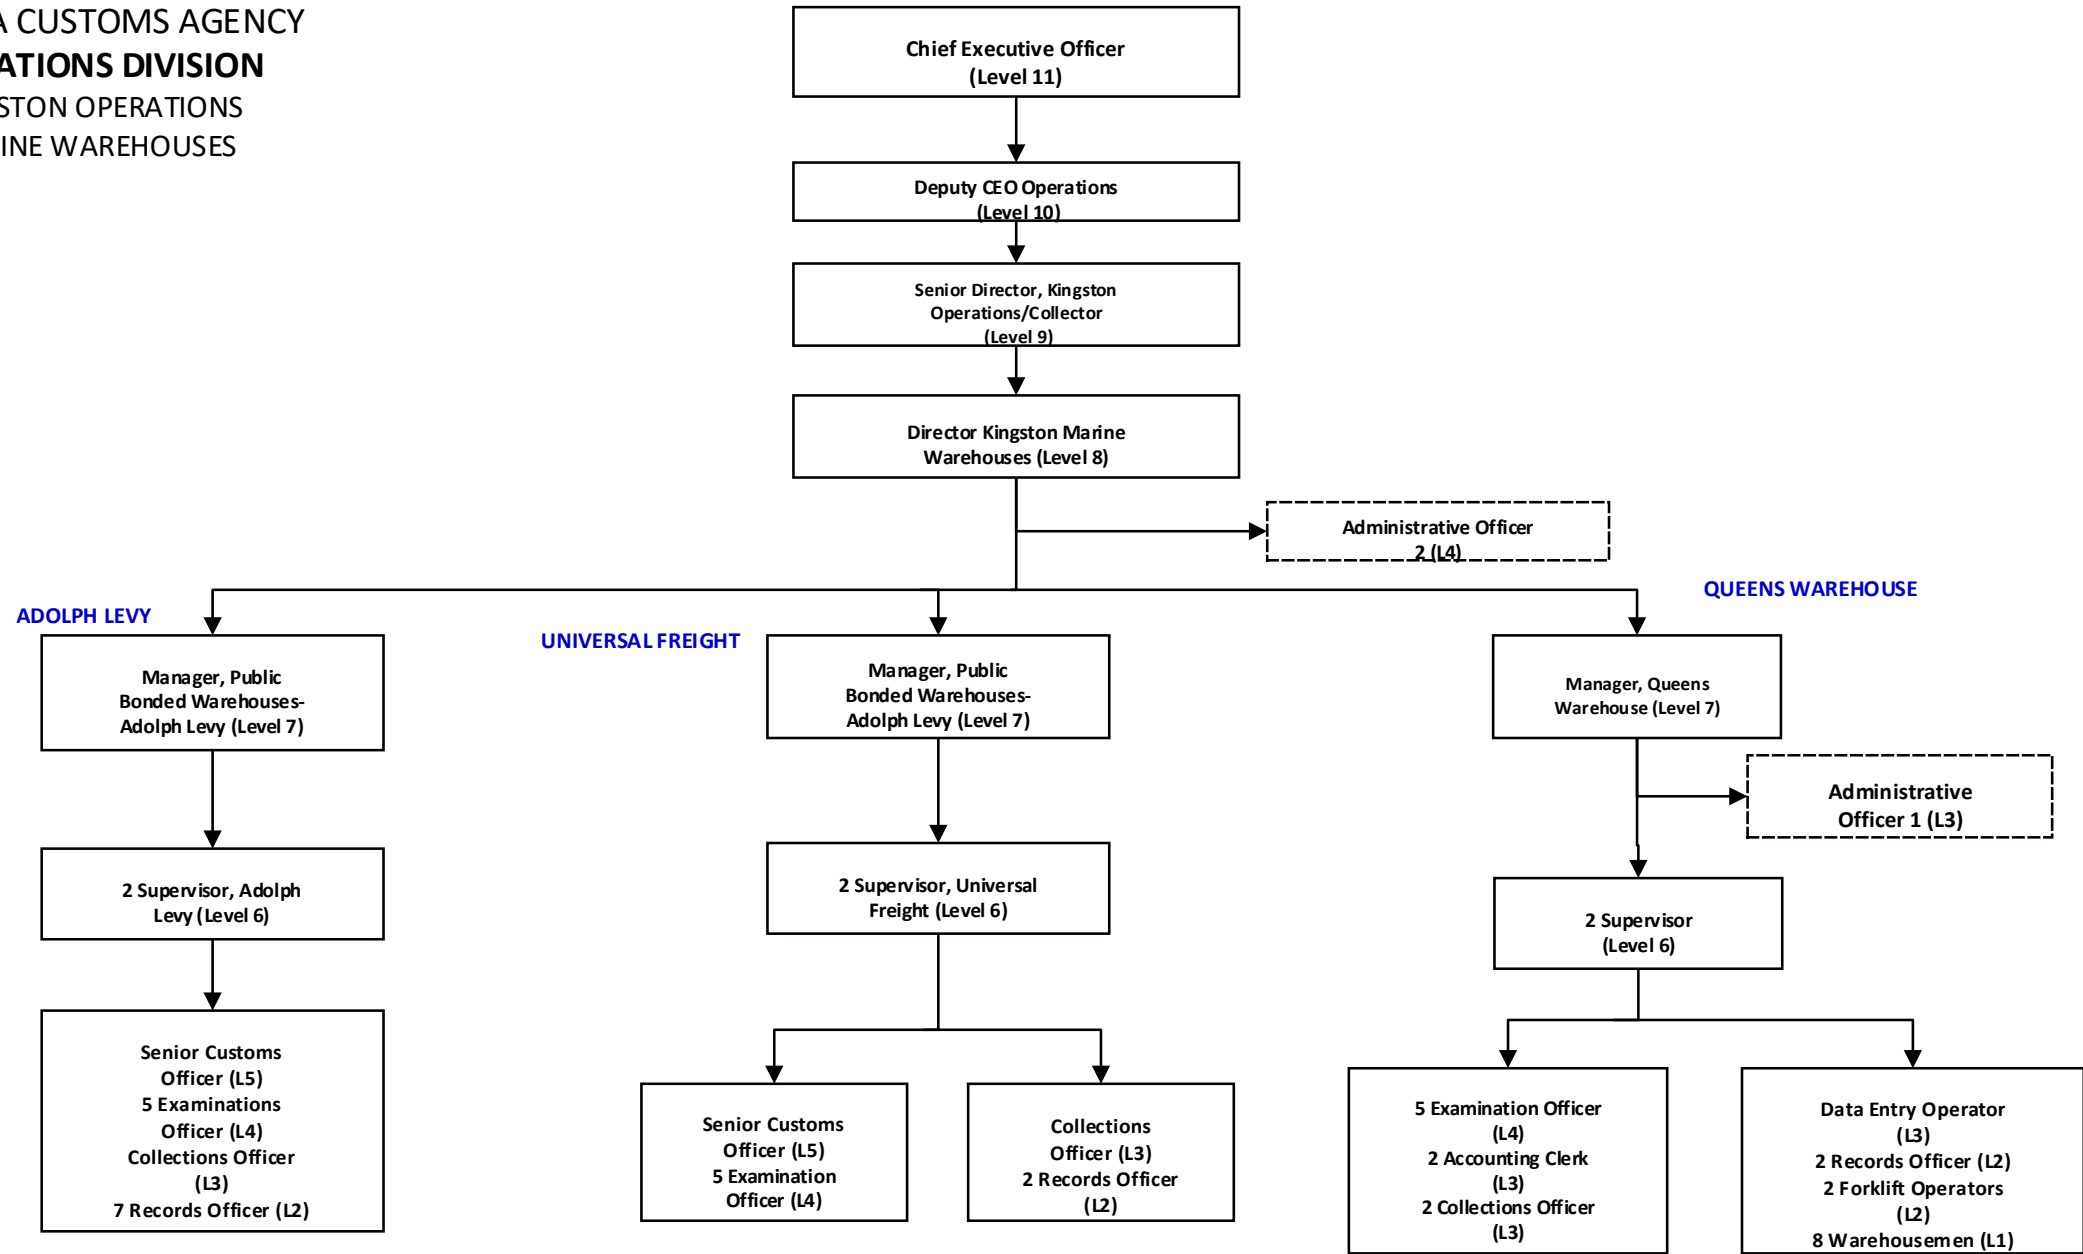 A CUSTOMS AGENCY
ATIONS DIVISION
STON OPERATIONS
INE WAREHOUSES
Chief Executive Officer
(Level 11)
Deputy CEO Operations
(Level 10)
Senior Director, Kingston
Operations/Collector
(Level 9)
Director Kingston Marine
Warehouses (Level 8)
Administrative Officer
2 (L4)
ADOLPH LEVY
UNIVERSAL FREIGHT
QUEENS WAREHOUSE
Manager, Public
Bonded Warehouses-
Adolph Levy (Level 7)
Manager, Public
Bonded Warehouses-
Adolph Levy (Level 7)
Manager, Queens
Warehouse (Level 7)
Administrative
Officer 1 (L3)
2 Supervisor, Adolph
Levy (Level 6)
2 Supervisor, Universal
Freight (Level 6)
2 Supervisor
(Level 6)
Senior Customs
Officer (L5)
5 Examinations
Officer (L4)
Collections Officer
(L3)
7 Records Officer (L2)
Senior Customs
Officer (L5)
5 Examination
Officer (L4)
Collections
Officer (L3)
2 Records Officer
(L2)
5 Examination Officer
(L4)
2 Accounting Clerk
(L3)
2 Collections Officer
(L3)
Data Entry Operator
(L3)
2 Records Officer (L2)
2 Forklift Operators
(L2)
8 Warehousemen (L1)